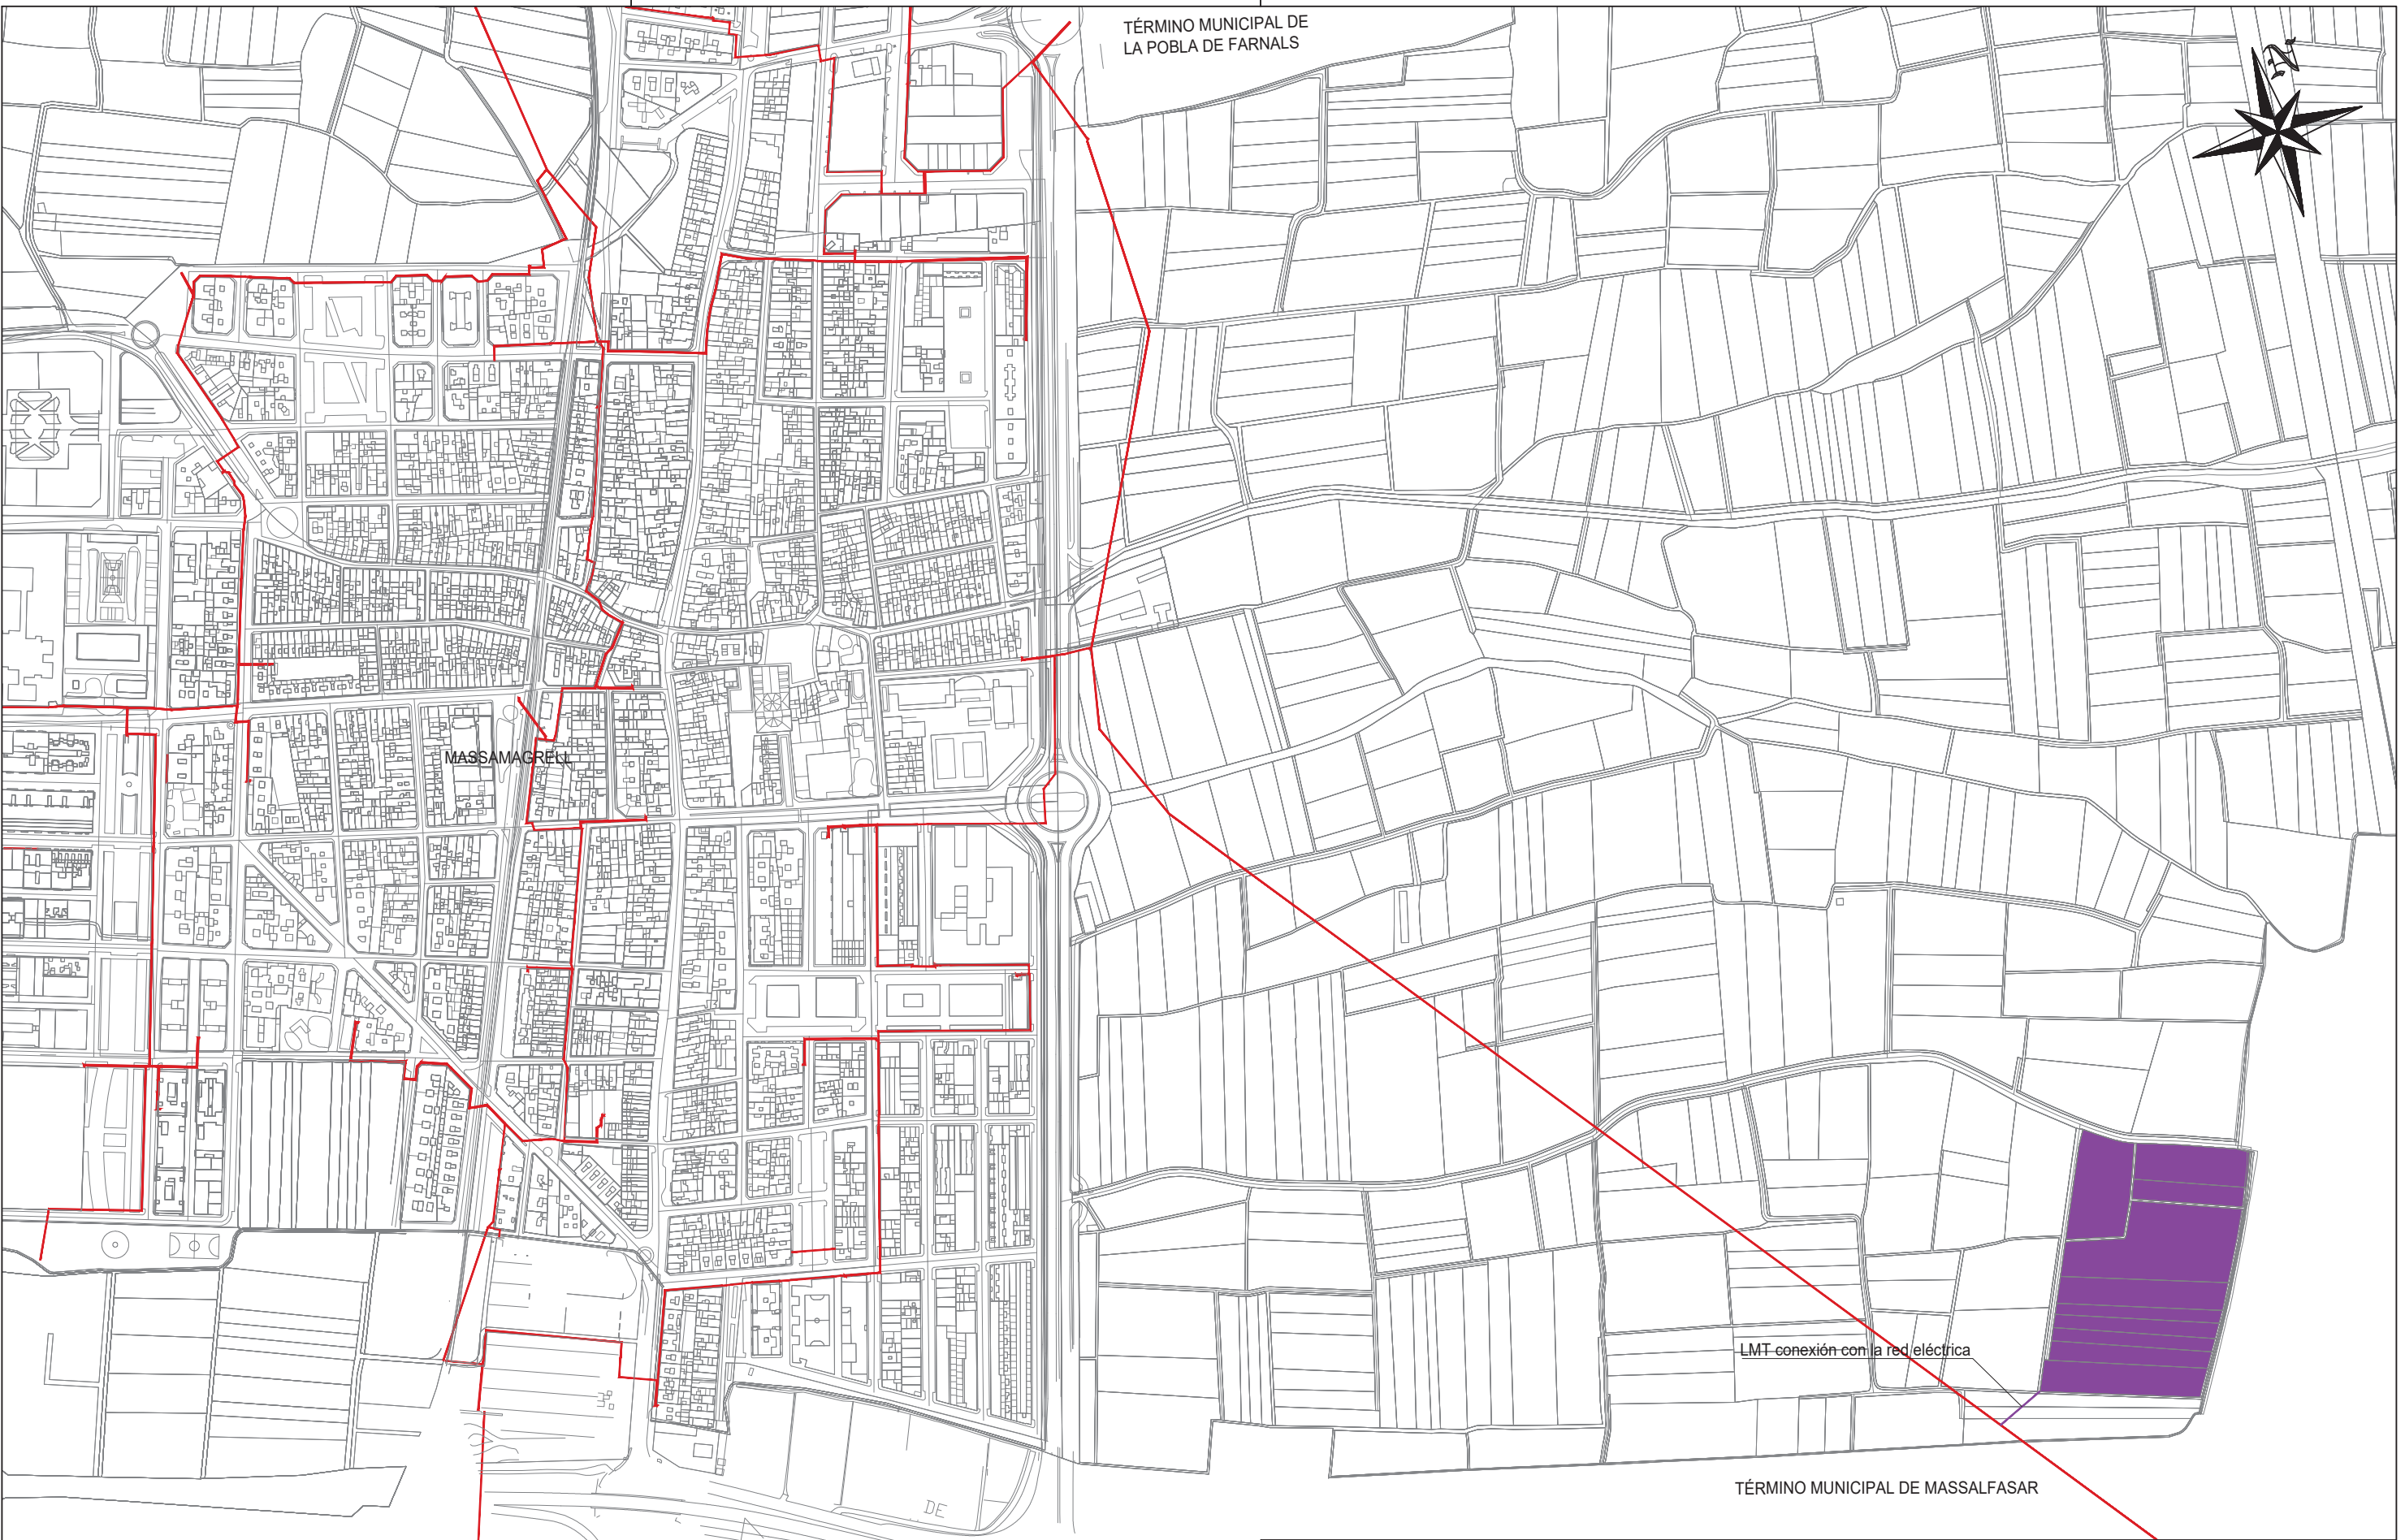 TÉRMINO MUNICIPAL DE
LA POBLA DE FARNALS
N
MASSAMAGRELL
LMT conexión con la red eléctrica
TÉRMINO MUNICIPAL DE MASSALFASAR
DE